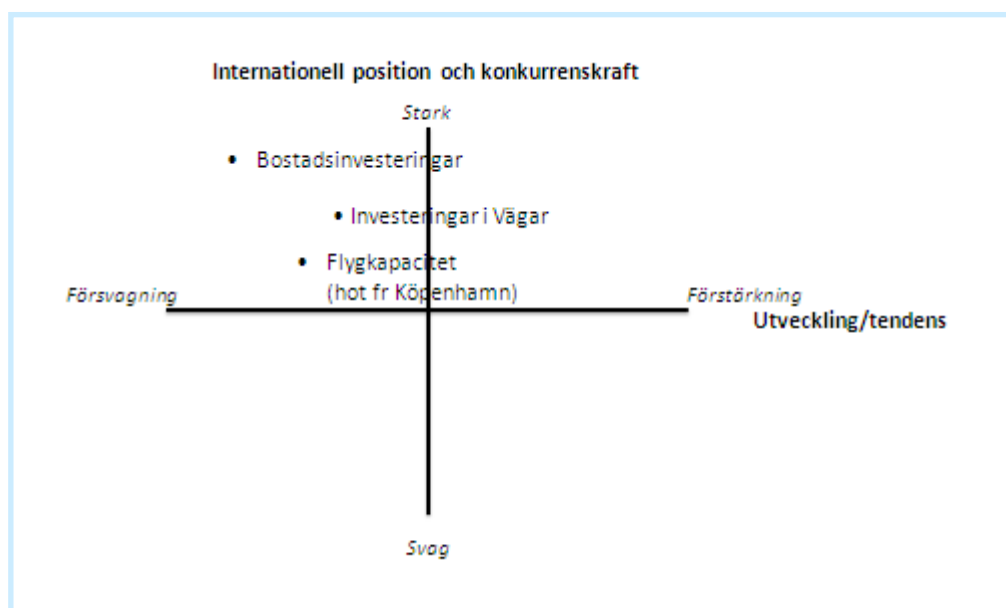 Internationell position och konkurrenskraft
Stark
• Bostadsinvesteringar
• Investeringar i Vägar
• Flygkapacitet
(hot fr Köpenhamn)
Försvagning
Förstärkning
Utveckling/tendens
Svag